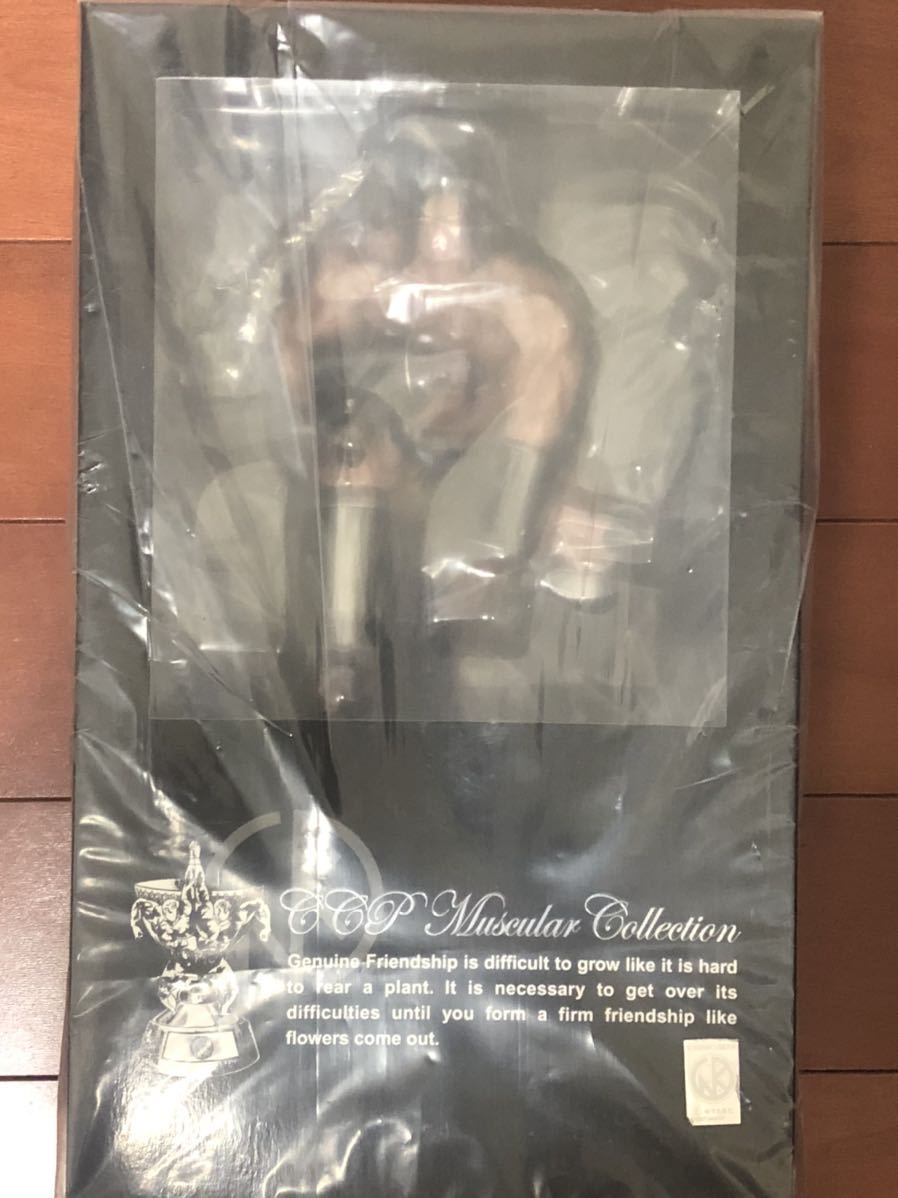 CCP Muscular Collection
Genuine Friendship is difficult to grow like it is hard
to rear a plant. It is necessary to get over its
difficulties until you form a firm friendship like
flowers come out.